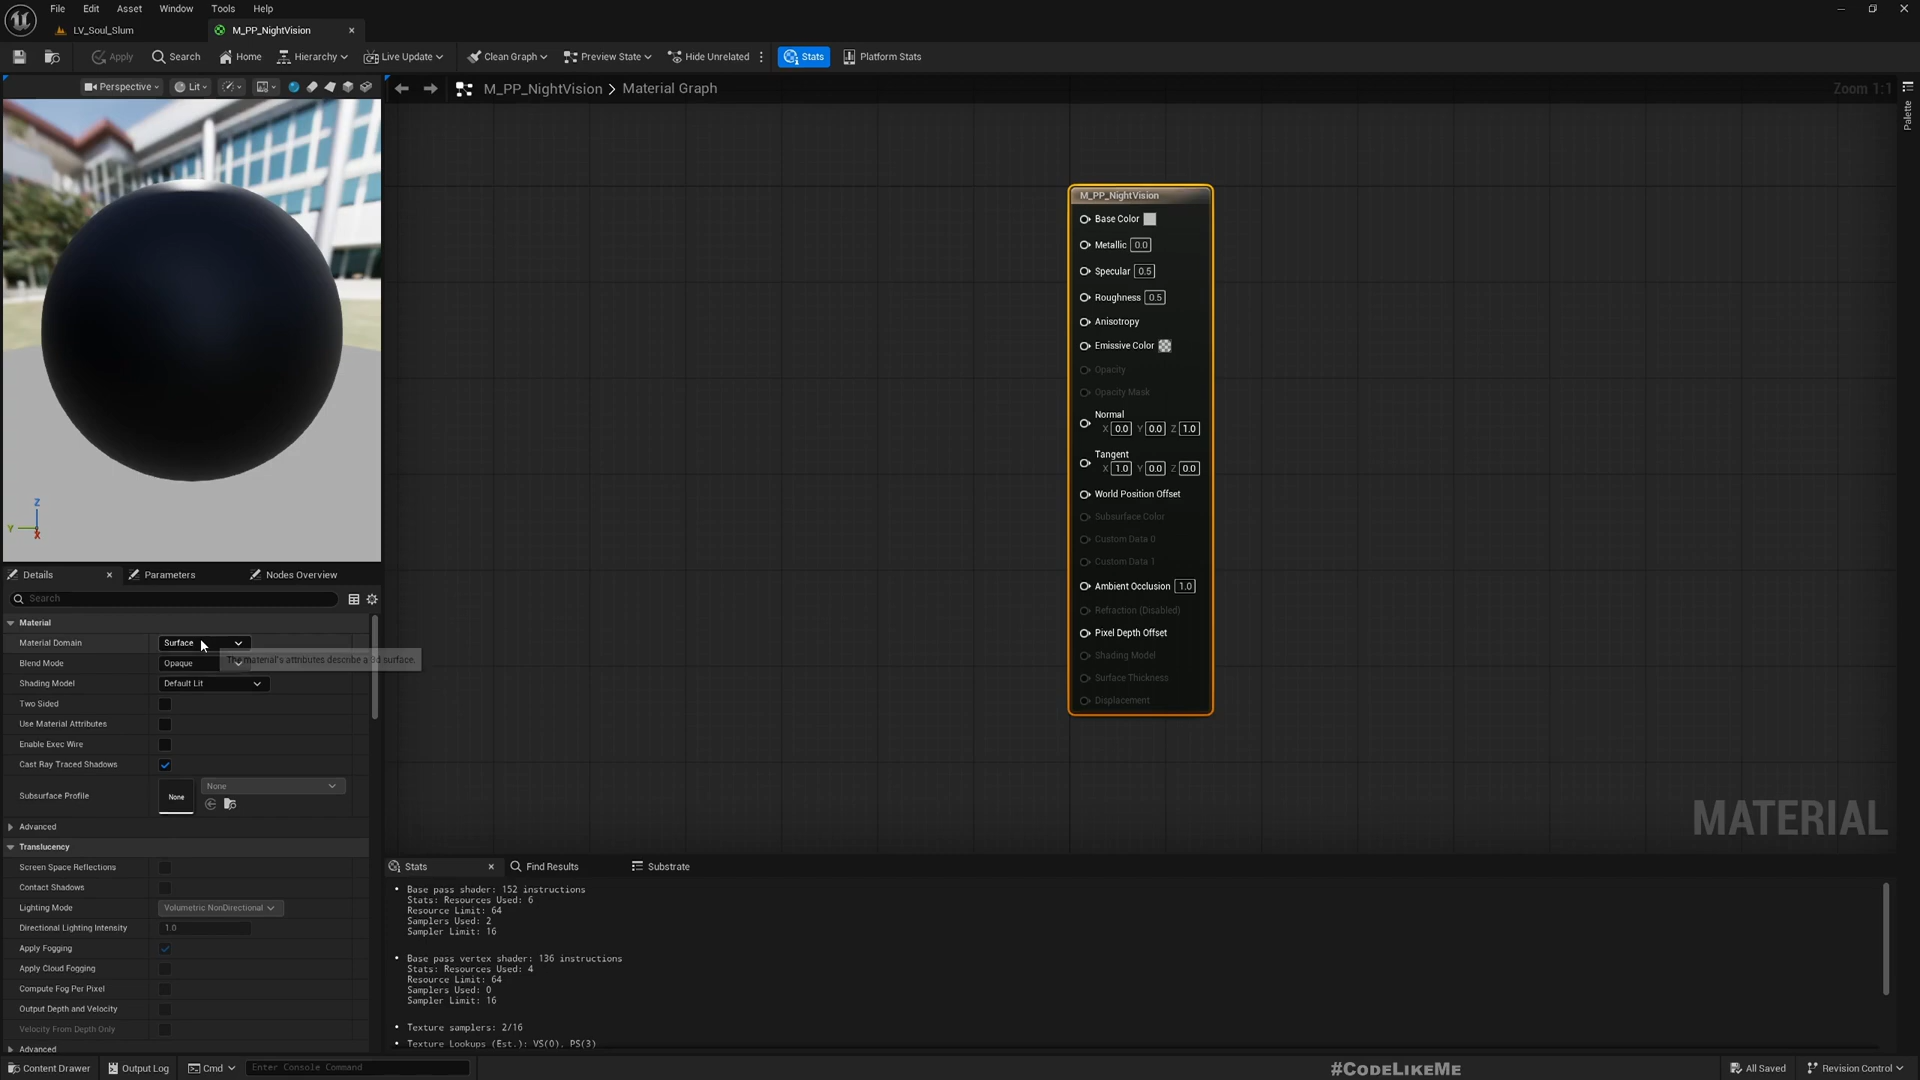 File Edit Asset Window Tools Help
LV_Soul_Slum
M_PP_NightVision
Apply Search Home Hierarchy Live Update Clean Graph Preview State Hide Unrelated Stats Platform Stats
Perspective Lit
M_PP_NightVision > Material Graph
Zoom 1:1
Palette
M_PP_NightVision
Base Color
Metallic 0.0
Specular 0.5
Roughness 0.5
Anisotropy
Emissive Color
Opacity
Opacity Mask
Normal
X 0.0 Y 0.0 Z 1.0
Tangent
X 1.0 Y 0.0 Z 0.0
World Position Offset
Subsurface Color
Custom Data 0
Custom Data 1
Ambient Occlusion 1.0
Refraction (Disabled)
Pixel Depth Offset
Shading Model
Surface Thickness
Displacement
MATERIAL
Z
Y
X
Details Parameters Nodes Overview
Search
Material
Material Domain Surface
The material's attributes describe a 3d surface.
Blend Mode Opaque
Shading Model Default Lit
Two Sided
Use Material Attributes
Enable Exec Wire
Cast Ray Traced Shadows
Subsurface Profile None None
Advanced
Translucency
Screen Space Reflections
Contact Shadows
Lighting Mode Volumetric NonDirectional
Directional Lighting Intensity 1.0
Apply Fogging
Apply Cloud Fogging
Compute Fog Per Pixel
Output Depth and Velocity
Velocity From Depth Only
Advanced
Stats Find Results Substrate
• Base pass shader: 152 instructions
Stats: Resources Used: 6
Resource Limit: 64
Samplers Used: 2
Sampler Limit: 16
• Base pass vertex shader: 136 instructions
Stats: Resources Used: 4
Resource Limit: 64
Samplers Used: 0
Sampler Limit: 16
• Texture samplers: 2/16
• Texture Lookups (Est.): VS(0), PS(3)
Content Drawer Output Log Cmd Enter Console Command
#CodeLikeMe
All Saved Revision Control